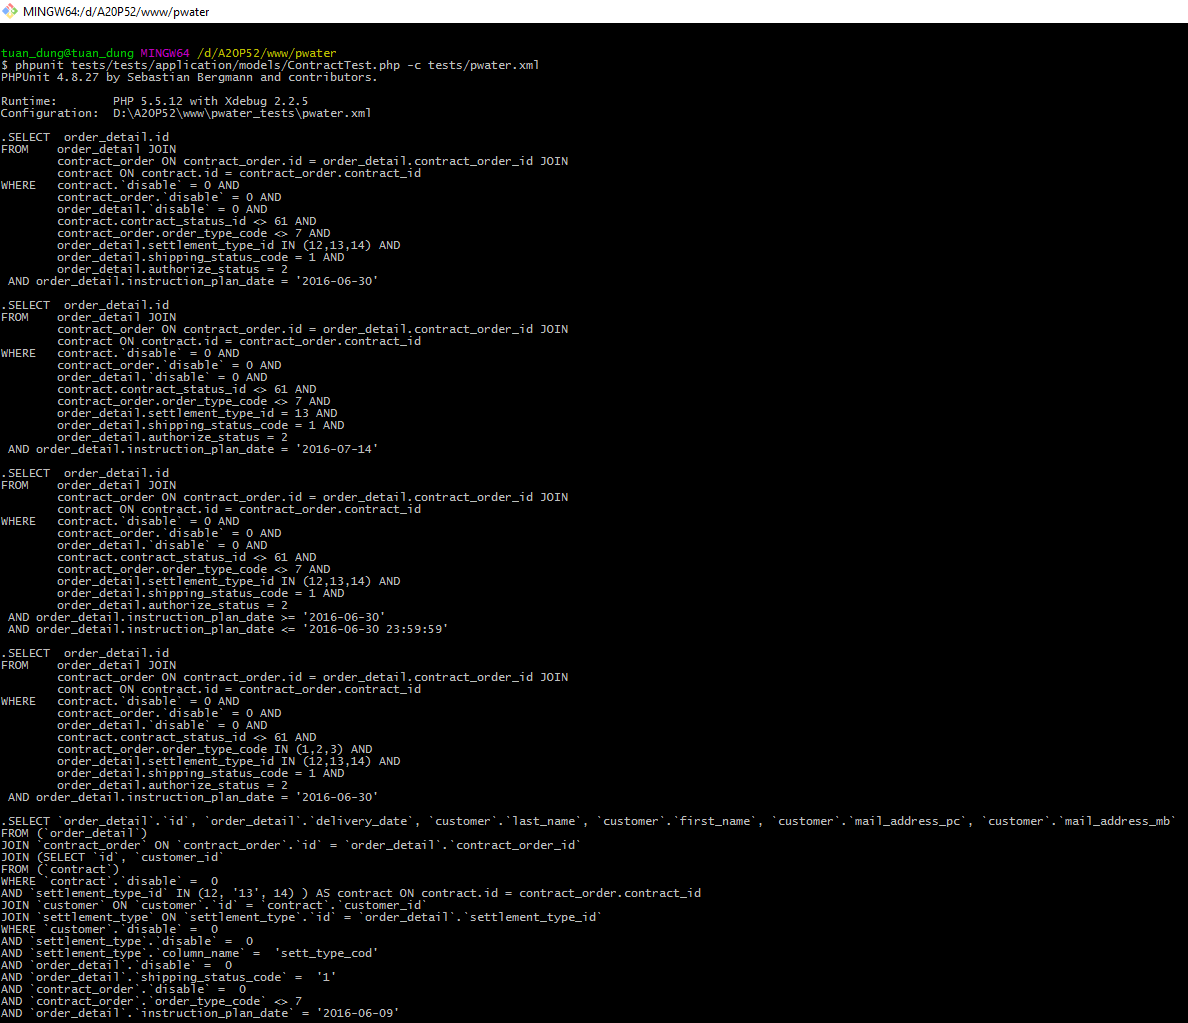 MINGW64:/d/A20P52/www/pwater
tuan_dung@tuan_dung MINGW64 /d/A20P52/www/pwater
$ phpunit tests/tests/application/models/ContractTest.php -c tests/pwater.xml
PHPUnit 4.8.27 by Sebastian Bergmann and contributors.
Runtime:        PHP 5.5.12 with Xdebug 2.2.5
Configuration:  D:\A20P52\www\pwater_tests\pwater.xml
.SELECT  order_detail.id
FROM    order_detail JOIN
        contract_order ON contract_order.id = order_detail.contract_order_id JOIN
        contract ON contract.id = contract_order.contract_id
WHERE   contract.`disable` = 0 AND
        contract_order.`disable` = 0 AND
        order_detail.`disable` = 0 AND
        contract.contract_status_id <> 61 AND
        contract_order.order_type_code <> 7 AND
        order_detail.settlement_type_id IN (12,13,14) AND
        order_detail.shipping_status_code = 1 AND
        order_detail.authorize_status = 2
 AND order_detail.instruction_plan_date = '2016-06-30'
.SELECT  order_detail.id
FROM    order_detail JOIN
        contract_order ON contract_order.id = order_detail.contract_order_id JOIN
        contract ON contract.id = contract_order.contract_id
WHERE   contract.`disable` = 0 AND
        contract_order.`disable` = 0 AND
        order_detail.`disable` = 0 AND
        contract.contract_status_id <> 61 AND
        contract_order.order_type_code <> 7 AND
        order_detail.settlement_type_id = 13 AND
        order_detail.shipping_status_code = 1 AND
        order_detail.authorize_status = 2
 AND order_detail.instruction_plan_date = '2016-07-14'
.SELECT  order_detail.id
FROM    order_detail JOIN
        contract_order ON contract_order.id = order_detail.contract_order_id JOIN
        contract ON contract.id = contract_order.contract_id
WHERE   contract.`disable` = 0 AND
        contract_order.`disable` = 0 AND
        order_detail.`disable` = 0 AND
        contract.contract_status_id <> 61 AND
        contract_order.order_type_code <> 7 AND
        order_detail.settlement_type_id IN (12,13,14) AND
        order_detail.shipping_status_code = 1 AND
        order_detail.authorize_status = 2
 AND order_detail.instruction_plan_date >= '2016-06-30'
 AND order_detail.instruction_plan_date <= '2016-06-30 23:59:59'
.SELECT  order_detail.id
FROM    order_detail JOIN
        contract_order ON contract_order.id = order_detail.contract_order_id JOIN
        contract ON contract.id = contract_order.contract_id
WHERE   contract.`disable` = 0 AND
        contract_order.`disable` = 0 AND
        order_detail.`disable` = 0 AND
        contract.contract_status_id <> 61 AND
        contract_order.order_type_code IN (1,2,3) AND
        order_detail.settlement_type_id IN (12,13,14) AND
        order_detail.shipping_status_code = 1 AND
        order_detail.authorize_status = 2
 AND order_detail.instruction_plan_date = '2016-06-30'
.SELECT `order_detail`.`id`, `order_detail`.`delivery_date`, `customer`.`last_name`, `customer`.`first_name`, `customer`.`mail_address_pc`, `customer`.`mail_address_mb`
FROM (`order_detail`)
JOIN `contract_order` ON `contract_order`.`id` = `order_detail`.`contract_order_id`
JOIN (SELECT `id`, `customer_id`
FROM (`contract`)
WHERE `contract`.`disable` =  0
AND `settlement_type_id` IN (12, '13', 14) ) AS contract ON contract.id = contract_order.contract_id
JOIN `customer` ON `customer`.`id` = `contract`.`customer_id`
JOIN `settlement_type` ON `settlement_type`.`id` = `order_detail`.`settlement_type_id`
WHERE `customer`.`disable` =  0
AND `settlement_type`.`disable` =  0
AND `settlement_type`.`column_name` =  'sett_type_cod'
AND `order_detail`.`disable` =  0
AND `order_detail`.`shipping_status_code` =  '1'
AND `contract_order`.`disable` =  0
AND `contract_order`.`order_type_code` <> 7
AND `order_detail`.`instruction_plan_date` = '2016-06-09'